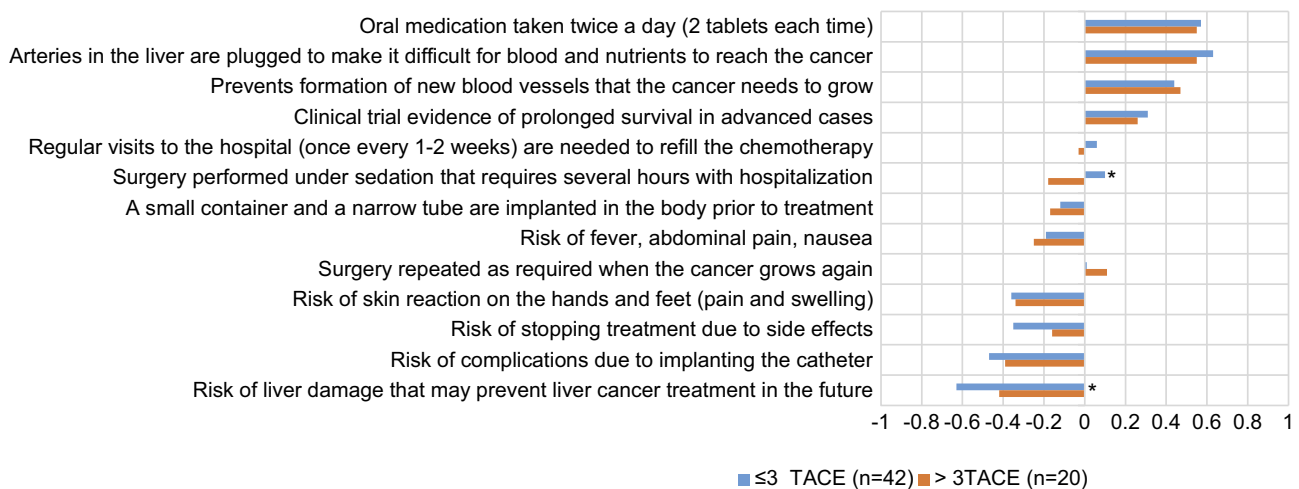 Oral medication taken twice a day (2 tablets each time)
Arteries in the liver are plugged to make it difficult for blood and nutrients to reach the cancer
Prevents formation of new blood vessels that the cancer needs to grow
Clinical trial evidence of prolonged survival in advanced cases
Regular visits to the hospital (once every 1-2 weeks) are needed to refill the chemotherapy
Surgery performed under sedation that requires several hours with hospitalization *
A small container and a narrow tube are implanted in the body prior to treatment
Risk of fever, abdominal pain, nausea
Surgery repeated as required when the cancer grows again
Risk of skin reaction on the hands and feet (pain and swelling)
Risk of stopping treatment due to side effects
Risk of complications due to implanting the catheter
Risk of liver damage that may prevent liver cancer treatment in the future *
-1 -0.8 -0.6 -0.4 -0.2 0 0.2 0.4 0.6 0.8 1
≤3 TACE (n=42) > 3TACE (n=20)